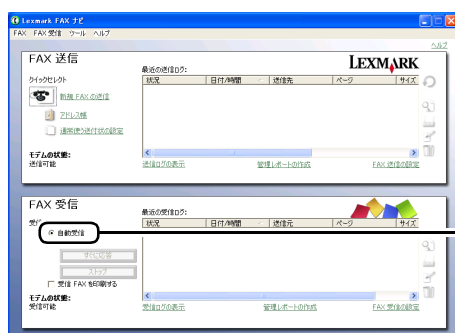 Lexmark FAX ナビ
FAX FAX 受信 ツール ヘルプ
ヘルプ
FAX 送信
LEXMARK
クイックセレクト
最近の送信ログ:
状況 日付/時間 送信先 ページ サイズ
新規 FAX の送信
アドレス帳
通常使う送付状の設定
モデムの状態:
送信可能
送信ログの表示 管理レポートの作成 FAX 送信の設定
FAX 受信
最近の受信ログ:
状況 日付/時間 送信元 ページ サイズ
自動受信
すぐに応答
ストップ
受信 FAX を印刷する
モデムの状態:
受信可能
受信ログの表示 管理レポートの作成 FAX 受信の設定